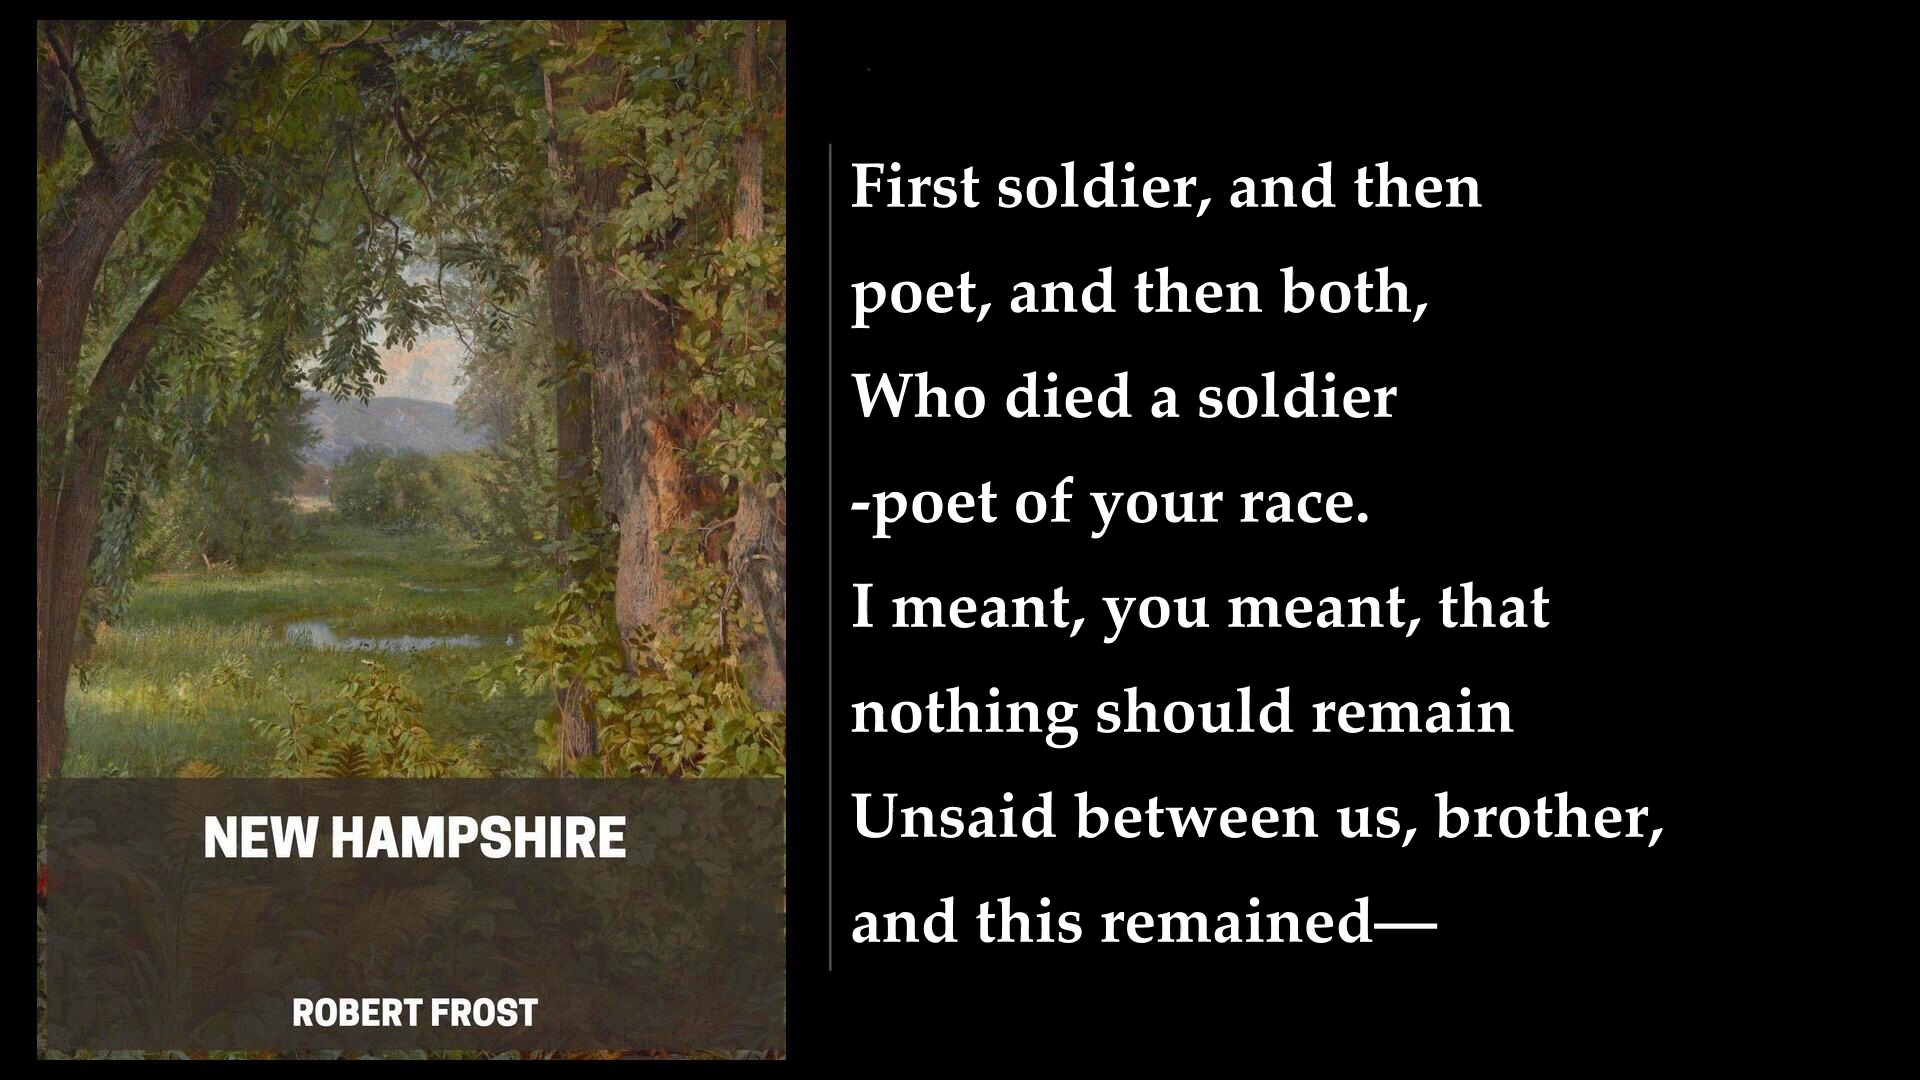 NEW HAMPSHIRE
ROBERT FROST
First soldier, and then
poet, and then both,
Who died a soldier
-poet of your race.
I meant, you meant, that
nothing should remain
Unsaid between us, brother,
and this remained—